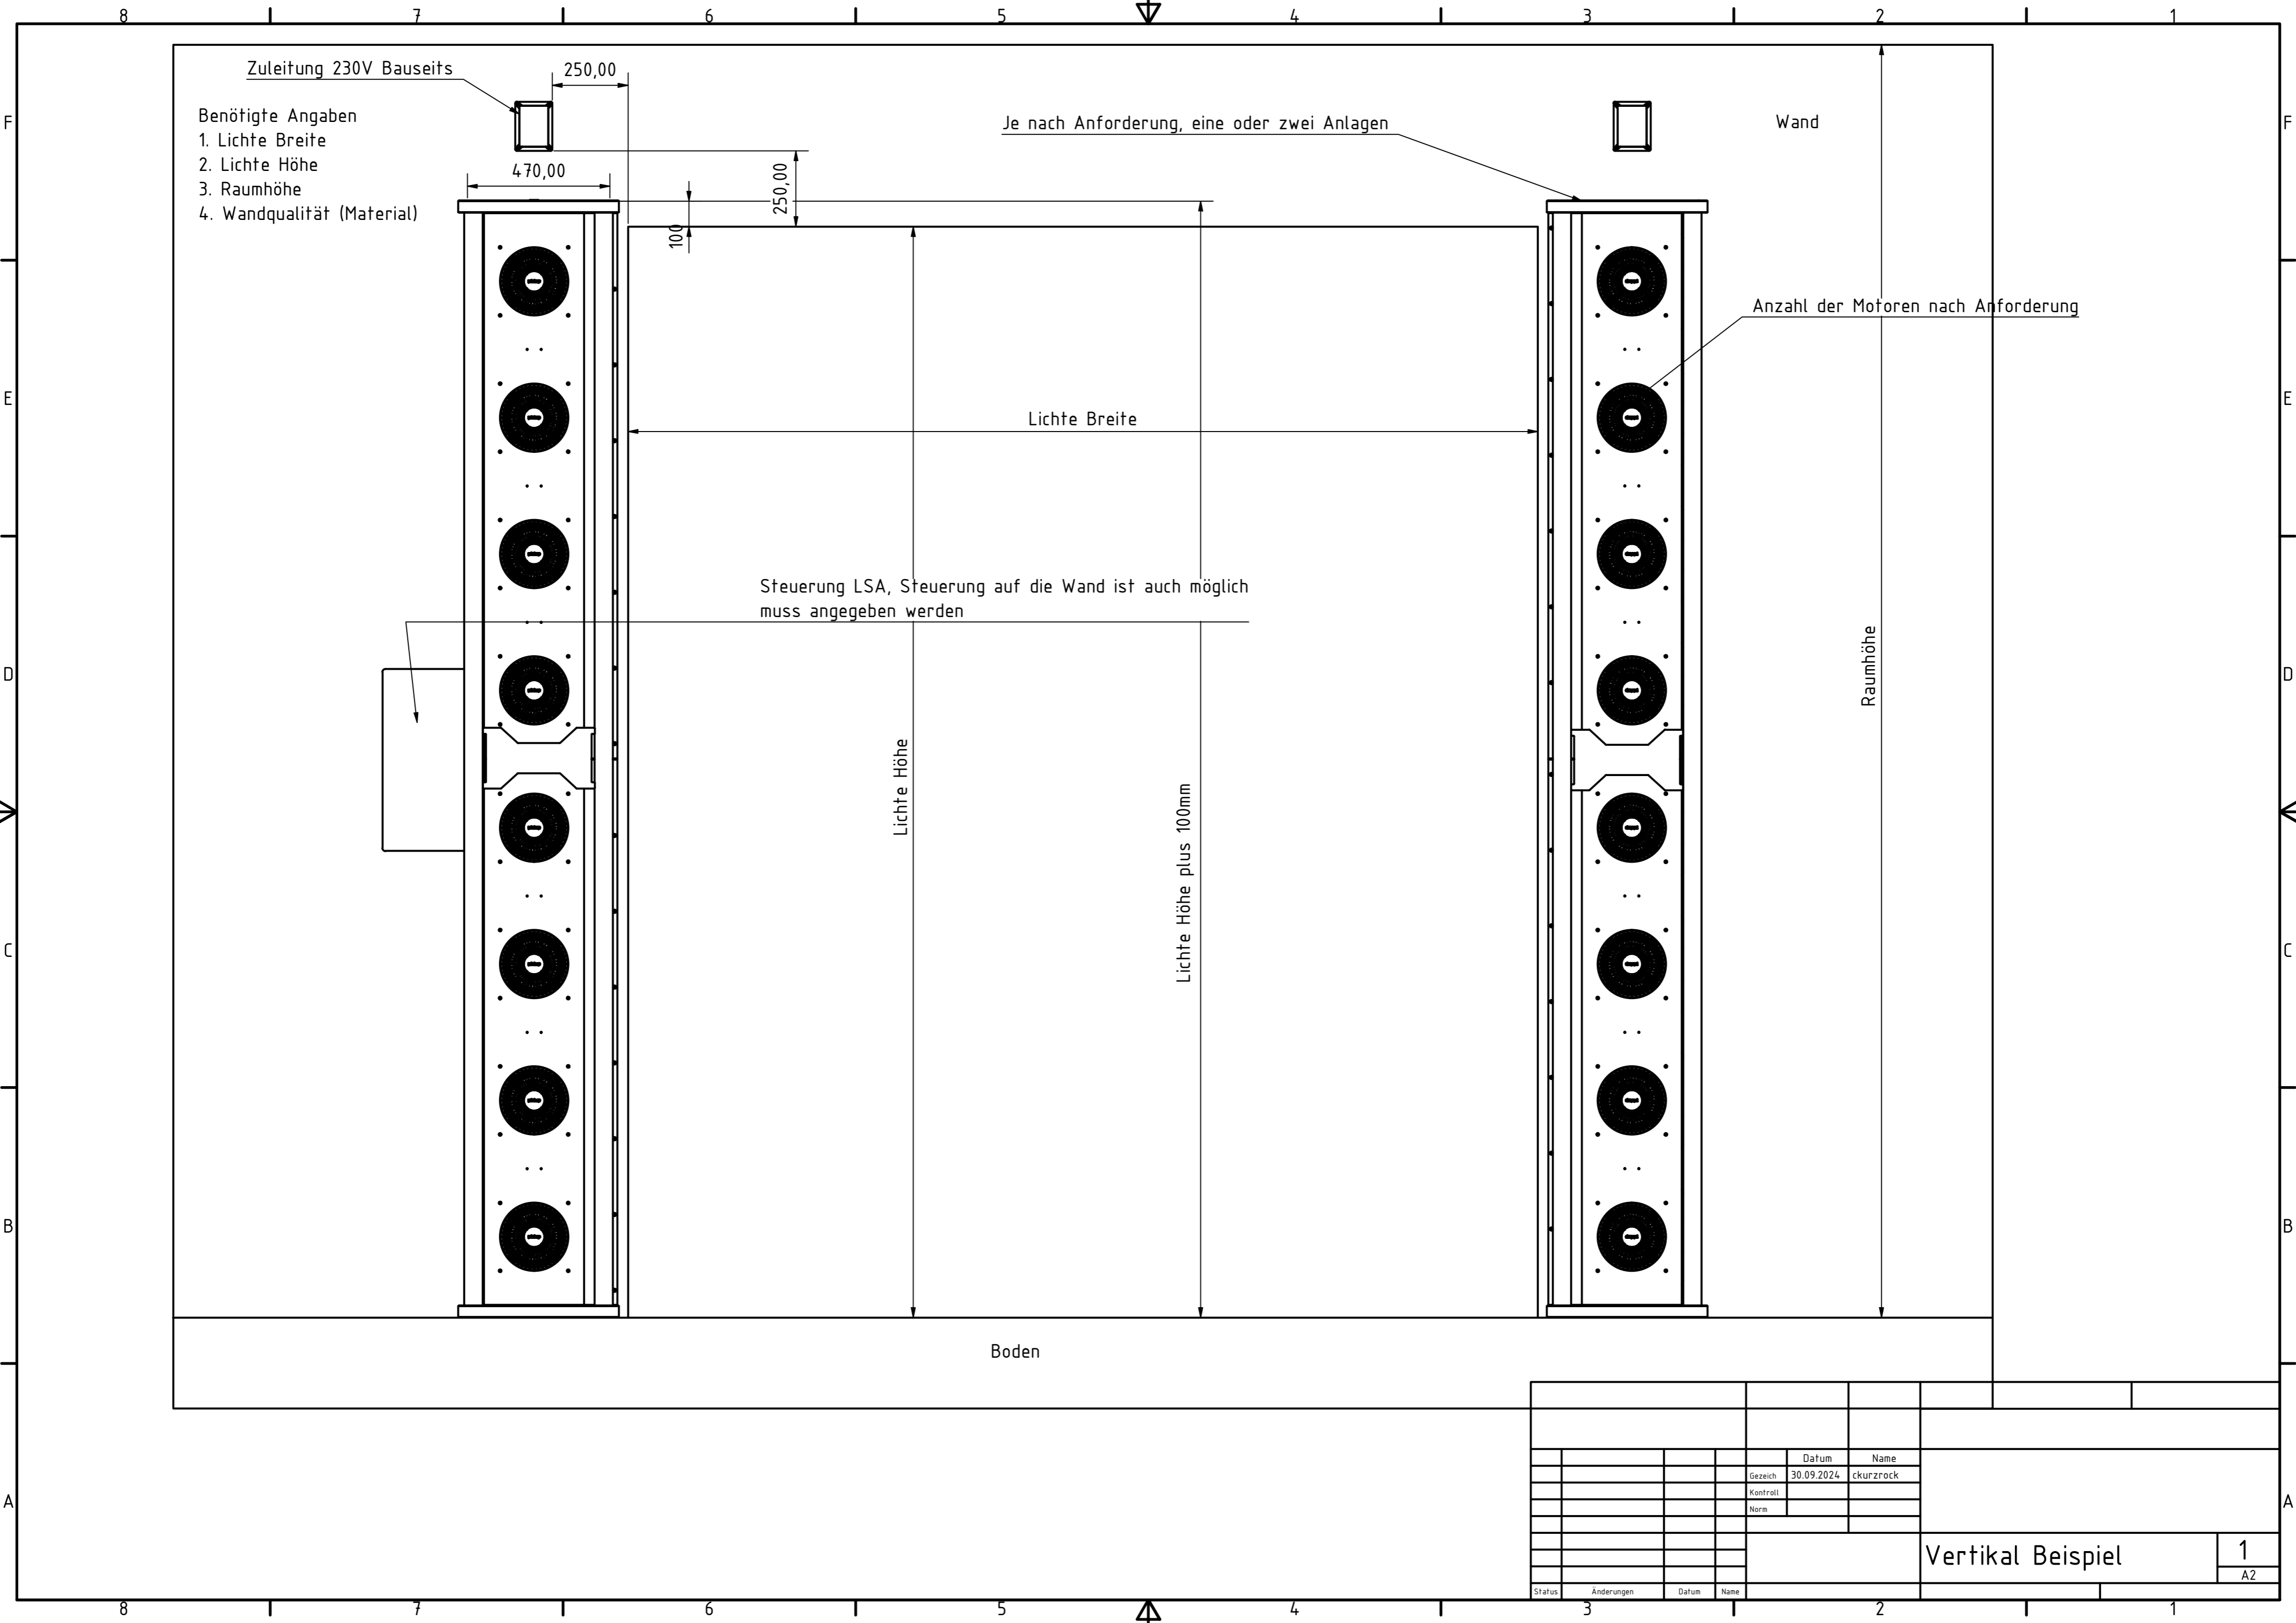 8 7 6 5 4 3 2 1
Zuleitung 230V Bauseits
250,00
Benötigte Angaben
1. Lichte Breite
2. Lichte Höhe
3. Raumhöhe
4. Wandqualität (Material)
470,00
250,00
100
Je nach Anforderung, eine oder zwei Anlagen
Wand
F
F
Anzahl der Motoren nach Anforderung
E
E
Lichte Breite
Steuerung LSA, Steuerung auf die Wand ist auch möglich
muss angegeben werden
Raumhöhe
D
D
Lichte Höhe
Lichte Höhe plus 100mm
C
C
B
B
Boden
Datum Name
Gezeich 30.09.2024 ckurzrock
Kontroll
Norm
A
A
Vertikal Beispiel
1
A2
Status Änderungen Datum Name
8 7 6 5 4 3 2 1